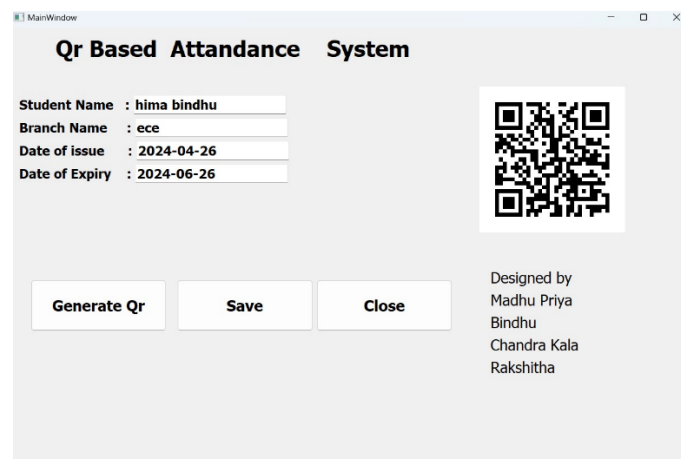 MainWindow
Qr Based Attandance System
Student Name : hima bindhu
Branch Name : ece
Date of issue : 2024-04-26
Date of Expiry : 2024-06-26
Generate Qr Save Close
Designed by
Madhu Priya
Bindhu
Chandra Kala
Rakshitha